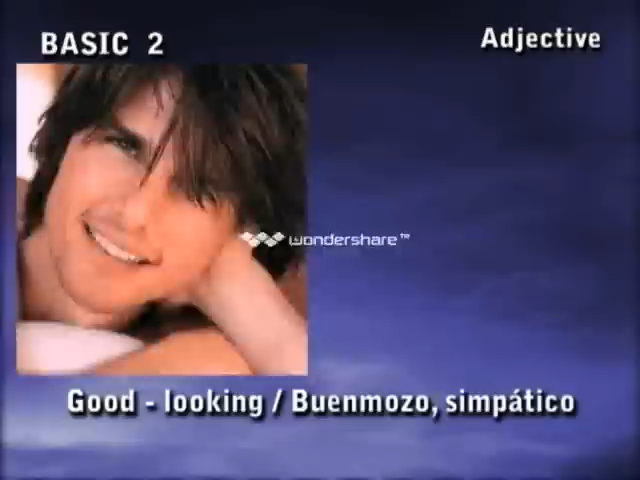 BASIC 2
Adjective
wondershare™
Good - looking / Buenmozo, simpático